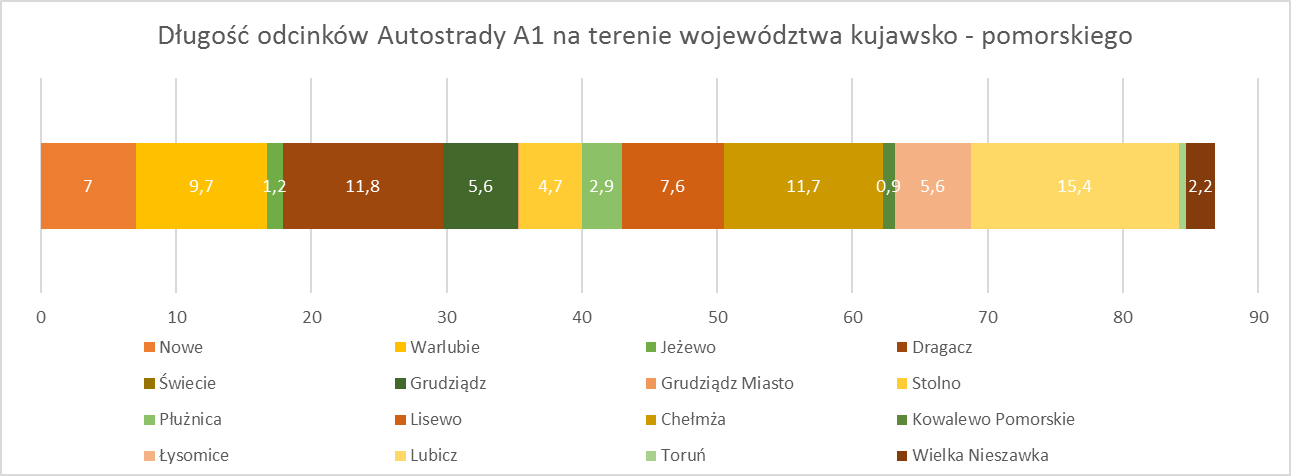 Długość odcinków Autostrady A1 na terenie województwa kujawsko - pomorskiego
7 9,7 1,2 11,8 5,6 4,7 2,9 7,6 11,7 0,9 5,6 15,4 2,2
0 10 20 30 40 50 60 70 80 90
Nowe Warlubie Jeżewo Dragacz
Świecie Grudziądz Grudziądz Miasto Stolno
Płużnica Lisewo Chełmża Kowalewo Pomorskie
Łysomice Lubicz Toruń Wielka Nieszawka